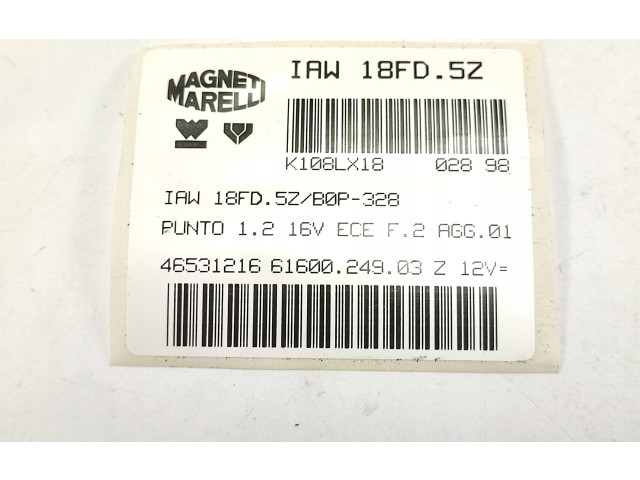 MAGNETI
MARELLI
IAW 18FD.5Z
K108LX18 028 98
IAW 18FD.5Z/B0P-328
PUNTO 1.2 16V ECE F.2 AGG.01
46531216 61600.249.03 Z 12V=